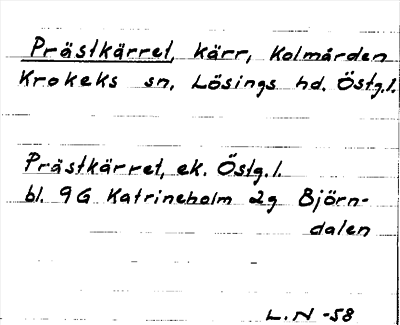 Prästkärret, kärr, Kolmården
Krokeks sn, Lösings hd. Östg.l.
Prästkärret, ek. Östg.l.
bl. 9G Katrineholm 2g Björn-
dalen
L.N -58